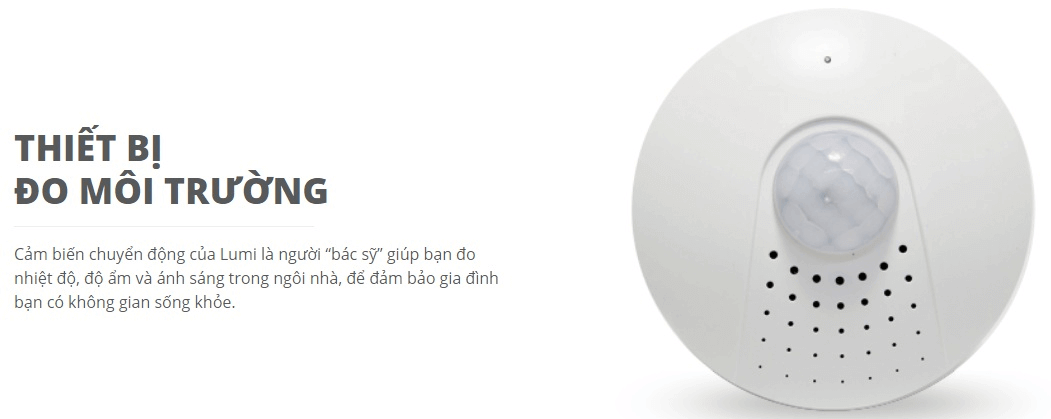 THIẾT BỊ
ĐO MÔI TRƯỜNG
Cảm biến chuyển động của Lumi là người “bác sỹ” giúp bạn đo
nhiệt độ, độ ẩm và ánh sáng trong ngôi nhà, để đảm bảo gia đình
bạn có không gian sống khỏe.